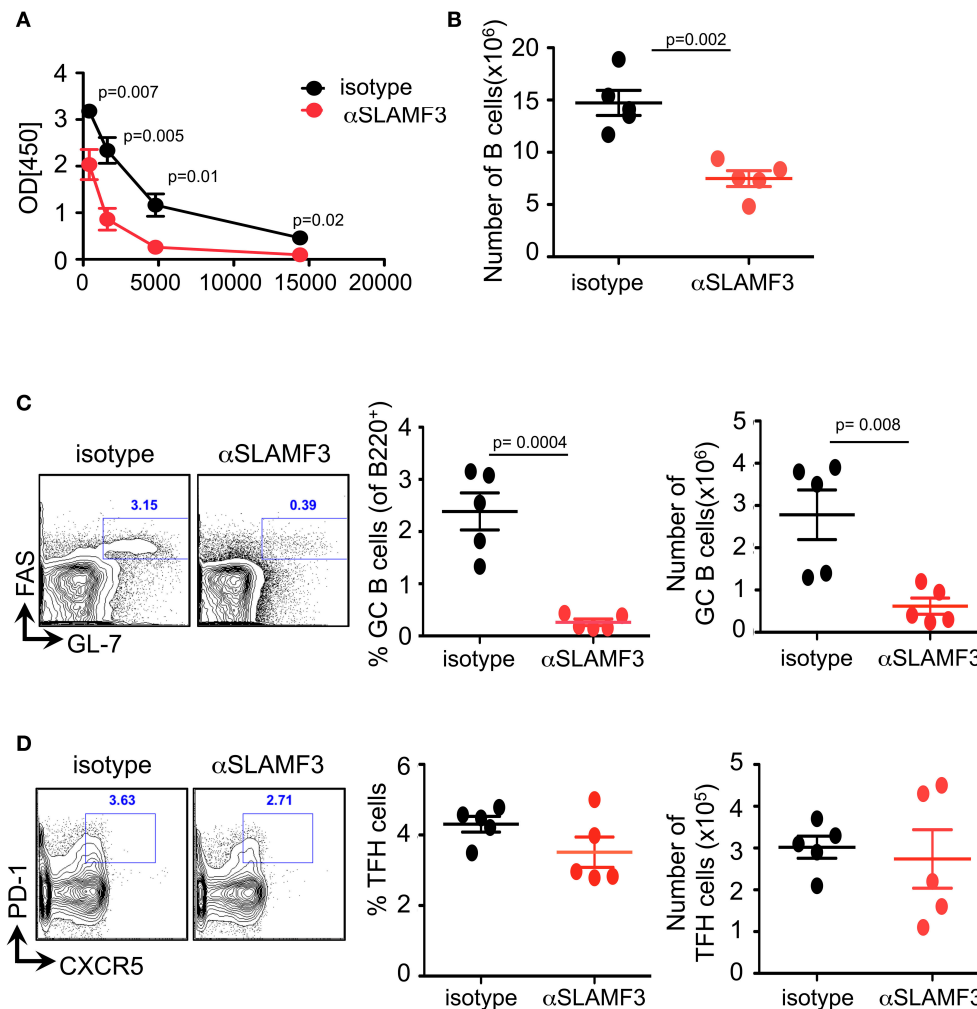 A
OD[450]
4
3
2
1
0
0
5000
10000
15000
20000
p=0.007
p=0.005
p=0.01
p=0.02
isotype
αSLAMF3
B
Number of B cells(x10⁶)
20
15
10
5
0
p=0.002
isotype
αSLAMF3
C
isotype
αSLAMF3
3.15
0.39
FAS
GL-7
% GC B cells (of B220⁺)
4
3
2
1
0
p= 0.0004
isotype
αSLAMF3
Number of
GC B cells(x10⁶)
5
4
3
2
1
0
p= 0.008
isotype
αSLAMF3
D
isotype
αSLAMF3
3.63
2.71
PD-1
CXCR5
% TFH cells
6
4
2
0
isotype
αSLAMF3
Number of
TFH cells (x10⁵)
5
4
3
2
1
0
isotype
αSLAMF3